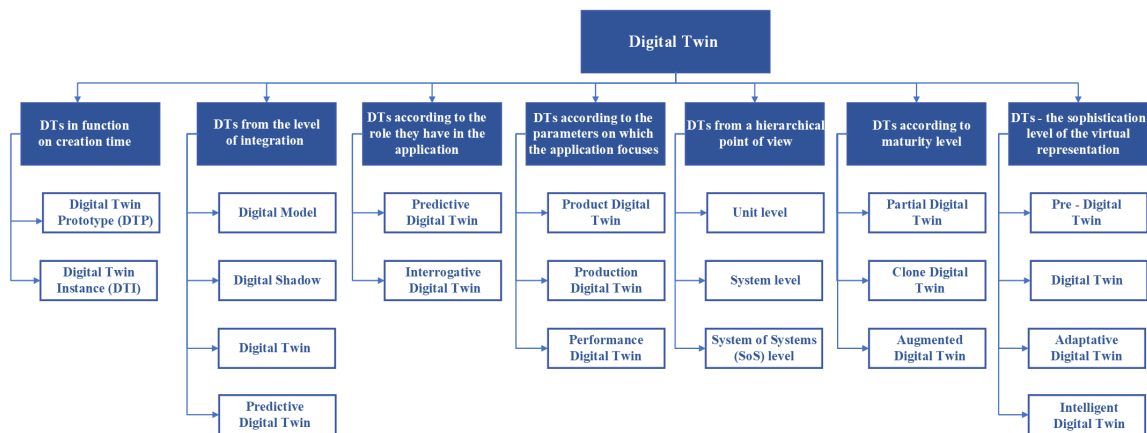 Digital Twin
DTs in function
on creation time
DTs from the level
of integration
DTs according to the
role they have in the
application
DTs according to the
parameters on which
the application focuses
DTs from a hierarchical
point of view
DTs according to
maturity level
DTs - the sophistication
level of the virtual
representation
Digital Twin
Prototype (DTP)
Digital Twin
Instance (DTI)
Digital Model
Digital Shadow
Digital Twin
Predictive
Digital Twin
Predictive
Digital Twin
Interrogative
Digital Twin
Product Digital
Twin
Production
Digital Twin
Performance
Digital Twin
Unit level
System level
System of Systems
(SoS) level
Partial Digital
Twin
Clone Digital
Twin
Augmented
Digital Twin
Pre - Digital
Twin
Digital Twin
Adaptative
Digital Twin
Intelligent
Digital Twin